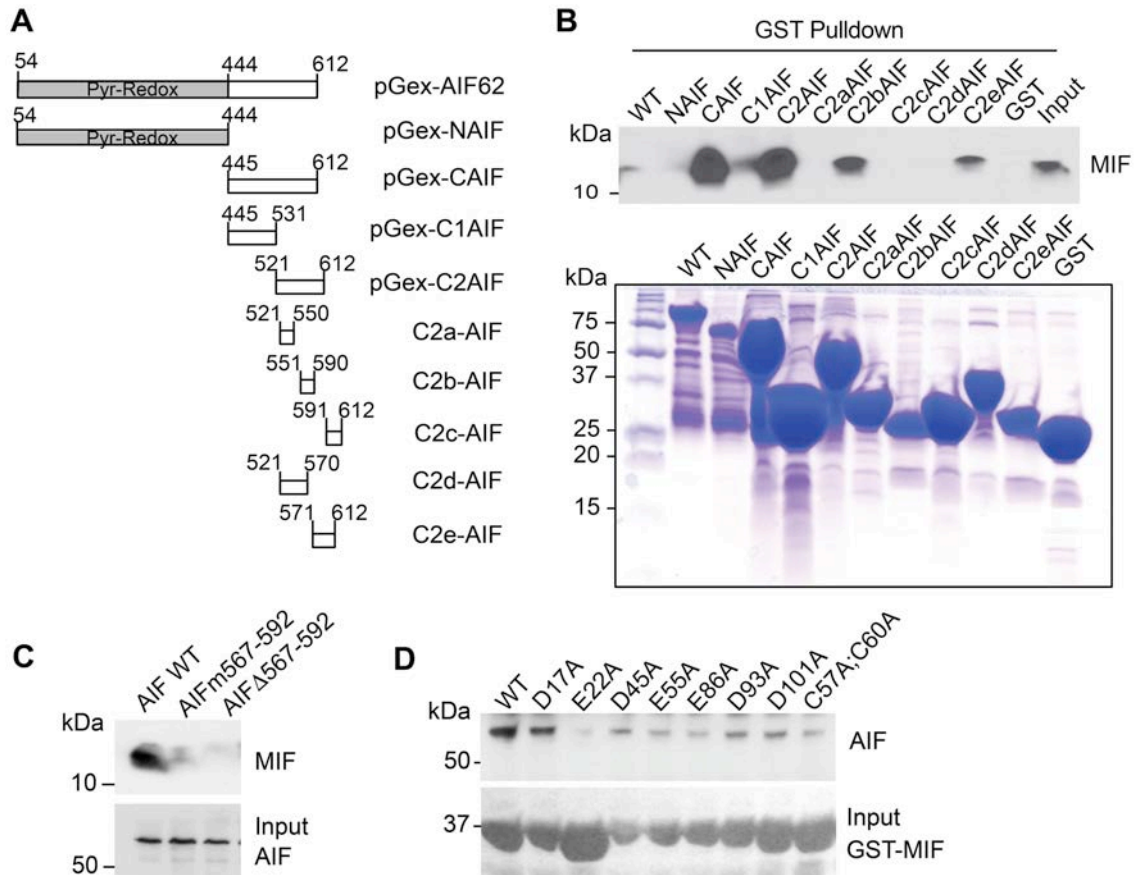 A
54 444 612
Pyr-Redox
pGex-AIF62
54 444
Pyr-Redox
pGex-NAIF
445 612
pGex-CAIF
445 531
pGex-C1AIF
521 612
pGex-C2AIF
521 550
C2a-AIF
551 590
C2b-AIF
591 612
C2c-AIF
521 570
C2d-AIF
571 612
C2e-AIF
B
GST Pulldown
WT NAIF CAIF C1AIF C2AIF C2aAIF C2bAIF C2cAIF C2dAIF C2eAIF GST Input
kDa
10
MIF
WT NAIF CAIF C1AIF C2AIF C2aAIF C2bAIF C2cAIF C2dAIF C2eAIF GST
kDa
75
50
37
25
20
15
C
AIF WT AIFm567-592 AIFΔ567-592
kDa
10
MIF
Input
AIF
50
D
WT D17A E22A D45A E55A E86A D93A D101A C57A;C60A
kDa
50
AIF
37
Input
GST-MIF